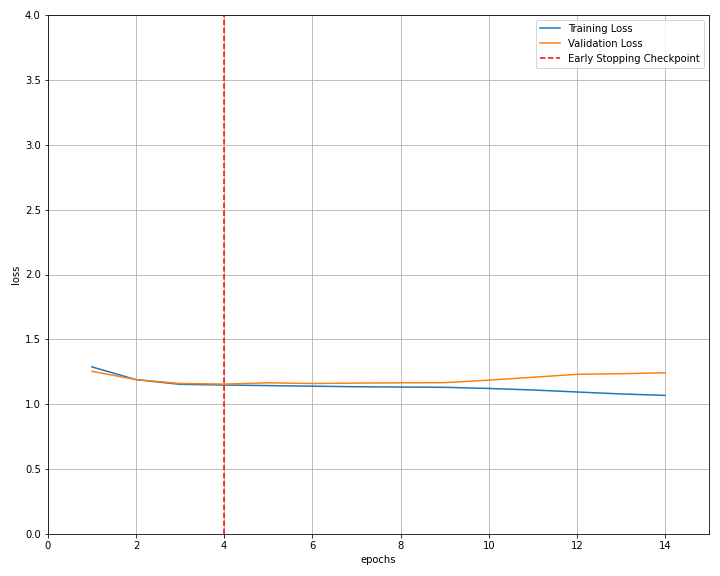 Training Loss
Validation Loss
Early Stopping Checkpoint
4.0
3.5
3.0
2.5
2.0
1.5
1.0
0.5
0.0
loss
0 2 4 6 8 10 12 14
epochs